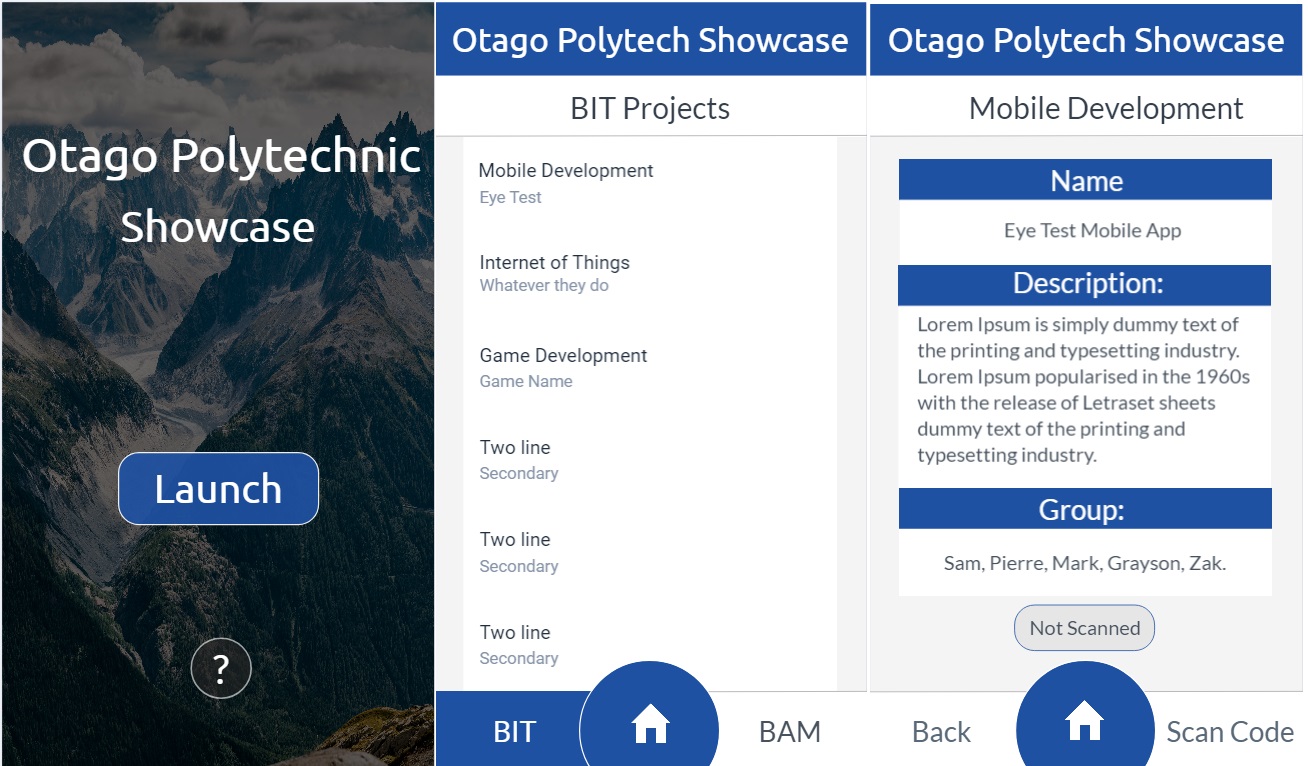 Otago Polytechnic
Showcase
Launch
?
Otago Polytech Showcase
BIT Projects
Mobile Development
Eye Test
Internet of Things
Whatever they do
Game Development
Game Name
Two line
Secondary
Two line
Secondary
Two line
Secondary
BIT
BAM
Otago Polytech Showcase
Mobile Development
Name
Eye Test Mobile App
Description:
Lorem Ipsum is simply dummy text of
the printing and typesetting industry.
Lorem Ipsum popularised in the 1960s
with the release of Letraset sheets
dummy text of the printing and
typesetting industry.
Group:
Sam, Pierre, Mark, Grayson, Zak.
Not Scanned
Back
Scan Code